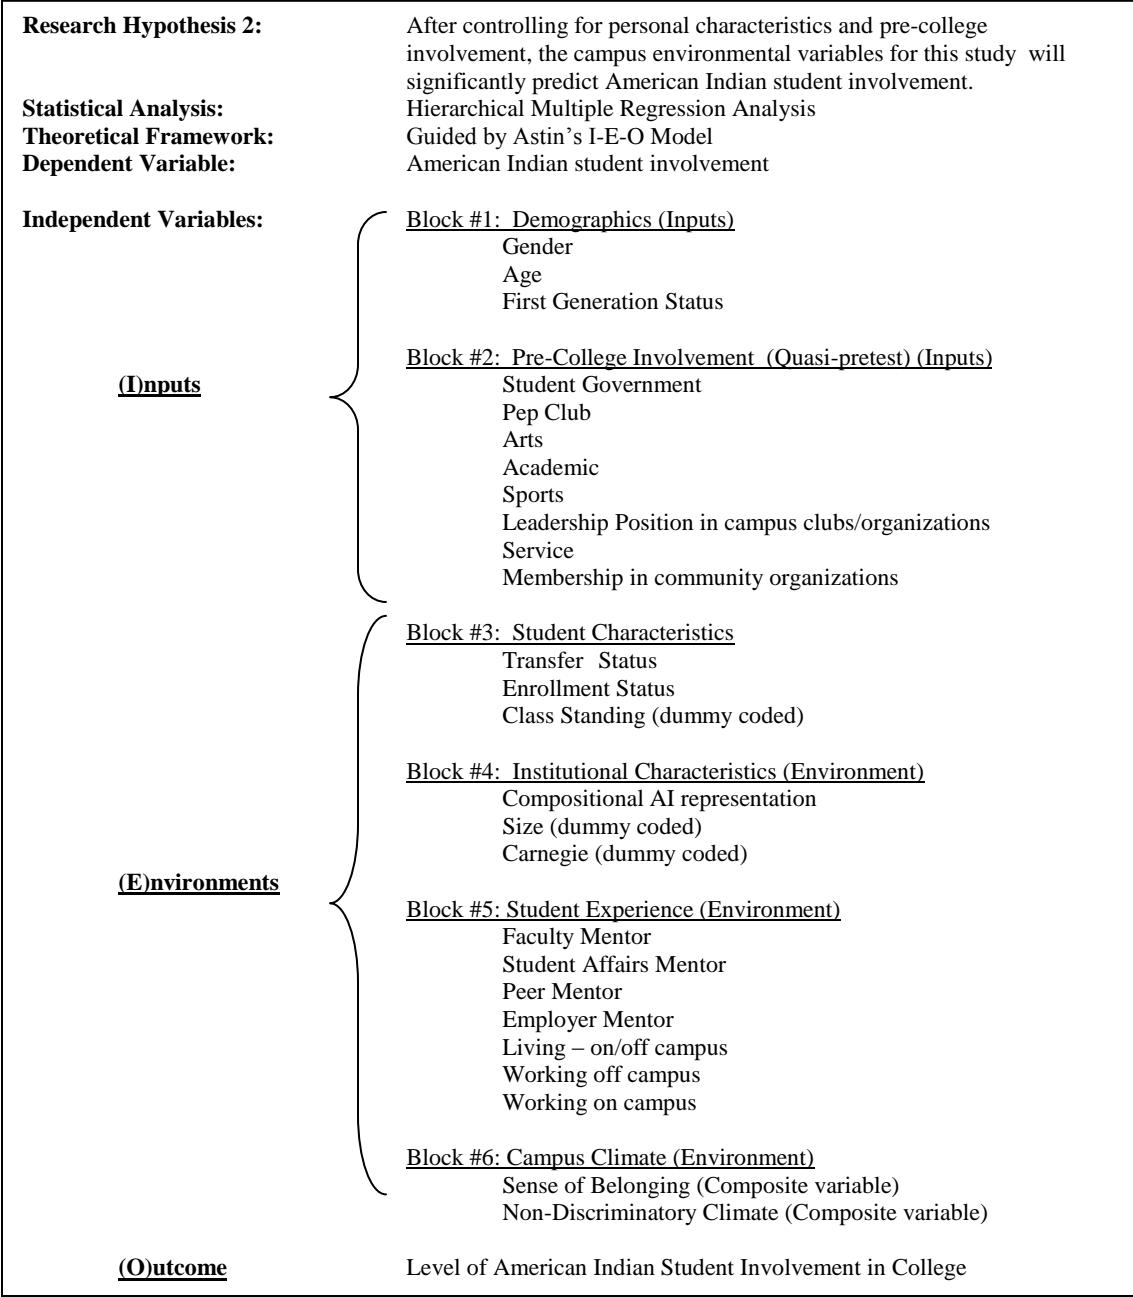 Research Hypothesis 2: After controlling for personal characteristics and pre-college
involvement, the campus environmental variables for this study will
significantly predict American Indian student involvement.
Statistical Analysis: Hierarchical Multiple Regression Analysis
Theoretical Framework: Guided by Astin’s I-E-O Model
Dependent Variable: American Indian student involvement
Independent Variables: Block #1: Demographics (Inputs)
Gender
Age
First Generation Status
Block #2: Pre-College Involvement (Quasi-pretest) (Inputs)
(I)nputs Student Government
Pep Club
Arts
Academic
Sports
Leadership Position in campus clubs/organizations
Service
Membership in community organizations
Block #3: Student Characteristics
Transfer Status
Enrollment Status
Class Standing (dummy coded)
Block #4: Institutional Characteristics (Environment)
Compositional AI representation
Size (dummy coded)
Carnegie (dummy coded)
(E)nvironments
Block #5: Student Experience (Environment)
Faculty Mentor
Student Affairs Mentor
Peer Mentor
Employer Mentor
Living – on/off campus
Working off campus
Working on campus
Block #6: Campus Climate (Environment)
Sense of Belonging (Composite variable)
Non-Discriminatory Climate (Composite variable)
(O)utcome Level of American Indian Student Involvement in College